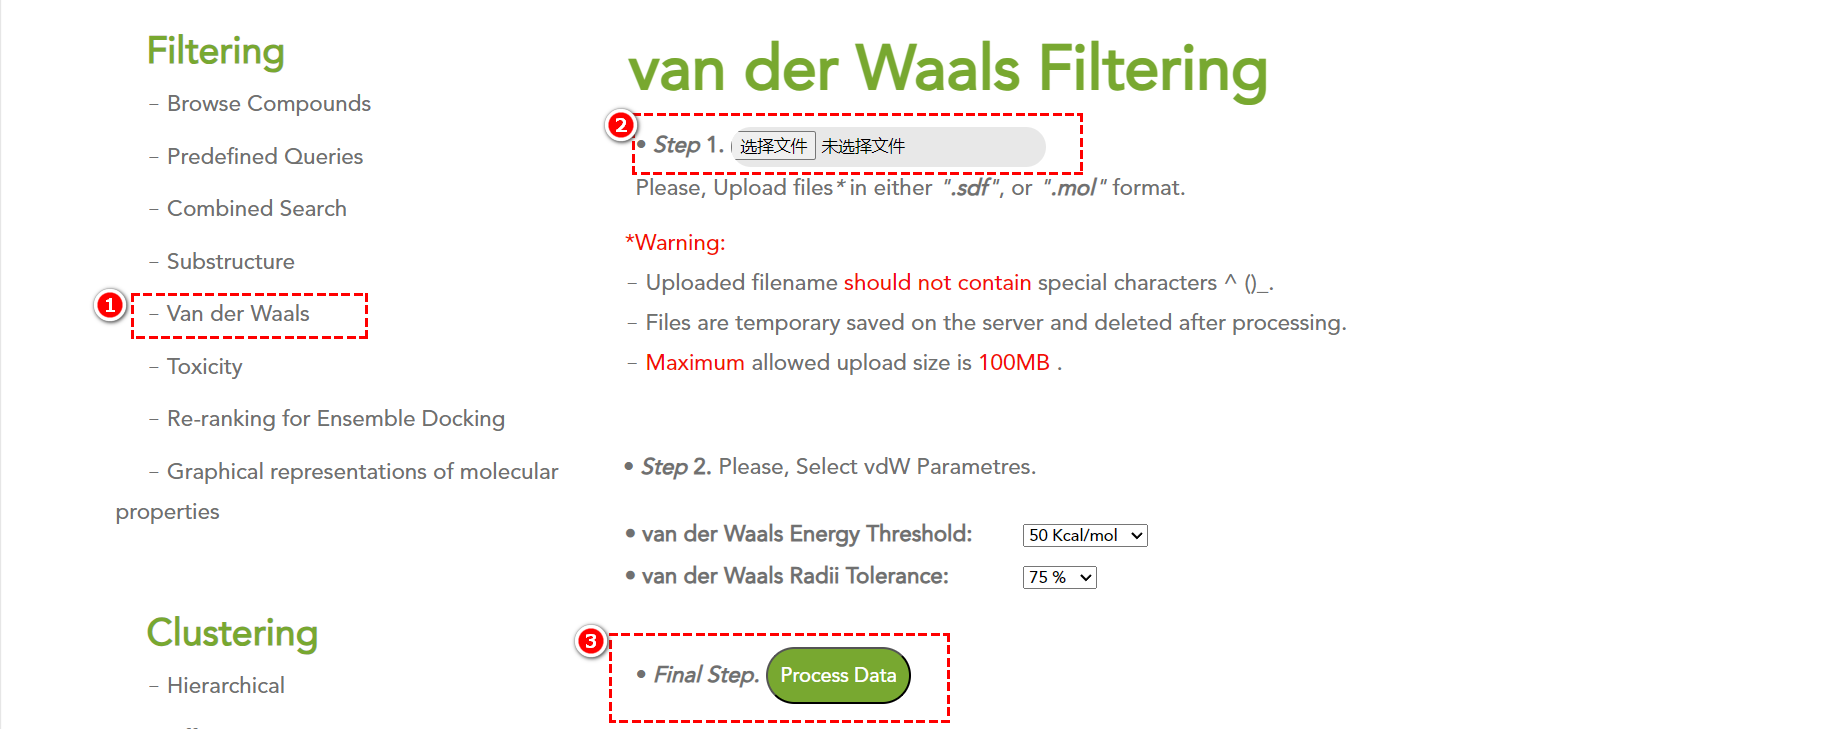 Filtering
– Browse Compounds
– Predefined Queries
– Combined Search
– Substructure
1
– Van der Waals
– Toxicity
– Re-ranking for Ensemble Docking
– Graphical representations of molecular
properties
Clustering
– Hierarchical
van der Waals Filtering
2
• Step 1. 选择文件 未选择文件
Please, Upload files* in either ".sdf", or ".mol" format.
*Warning:
– Uploaded filename should not contain special characters ^ ()_.
– Files are temporary saved on the server and deleted after processing.
– Maximum allowed upload size is 100MB .
• Step 2. Please, Select vdW Parametres.
• van der Waals Energy Threshold: 50 Kcal/mol
• van der Waals Radii Tolerance: 75 %
3
• Final Step. Process Data